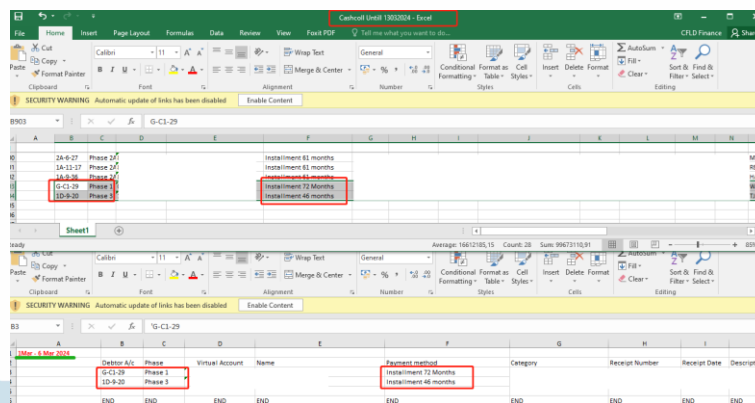 Cashcoll Untill 13032024 - Excel
File Home Insert Page Layout Formulas Data Review View Foxit PDF Tell me what you want to do... CFLD Finance Share
Cut
Copy
Paste Format Painter
Calibri 11
Wrap Text
Merge & Center
General
Conditional Formatting Format as Table Cell Styles
Insert Delete Format
AutoSum
Fill
Clear
Sort & Filter Find & Select
Clipboard Font Alignment Number Styles Cells Editing
SECURITY WARNING Automatic update of links has been disabled Enable Content
B903 fx G-C1-29
A B C D E F G H I J K L M N
2A-6-27 Phase 2A Installment 61 months
1A-11-17 Phase 2A Installment 61 months
1A-9-36 Phase 2A Installment 61 months
G-C1-29 Phase 1 Installment 72 Months
1D-9-20 Phase 3 Installment 46 months
Sheet1
Ready Average: 16612185,15 Count: 28 Sum: 99673110,91 85%
Cut
Copy
Paste Format Painter
Calibri 11
Wrap Text
Merge & Center
General
Conditional Formatting Format as Table Cell Styles
Insert Delete Format
AutoSum
Fill
Clear
Sort & Filter Find & Select
Clipboard Font Alignment Number Styles Cells Editing
SECURITY WARNING Automatic update of links has been disabled Enable Content
B3 fx 'G-C1-29
A B C D E F G H I
1Mar - 6 Mar 2024
Debtor A/c Phase Virtual Account Name Payment method Category Receipt Number Receipt Date
G-C1-29 Phase 1 Installment 72 Months
1D-9-20 Phase 3 Installment 46 months
END END END END END END END END END